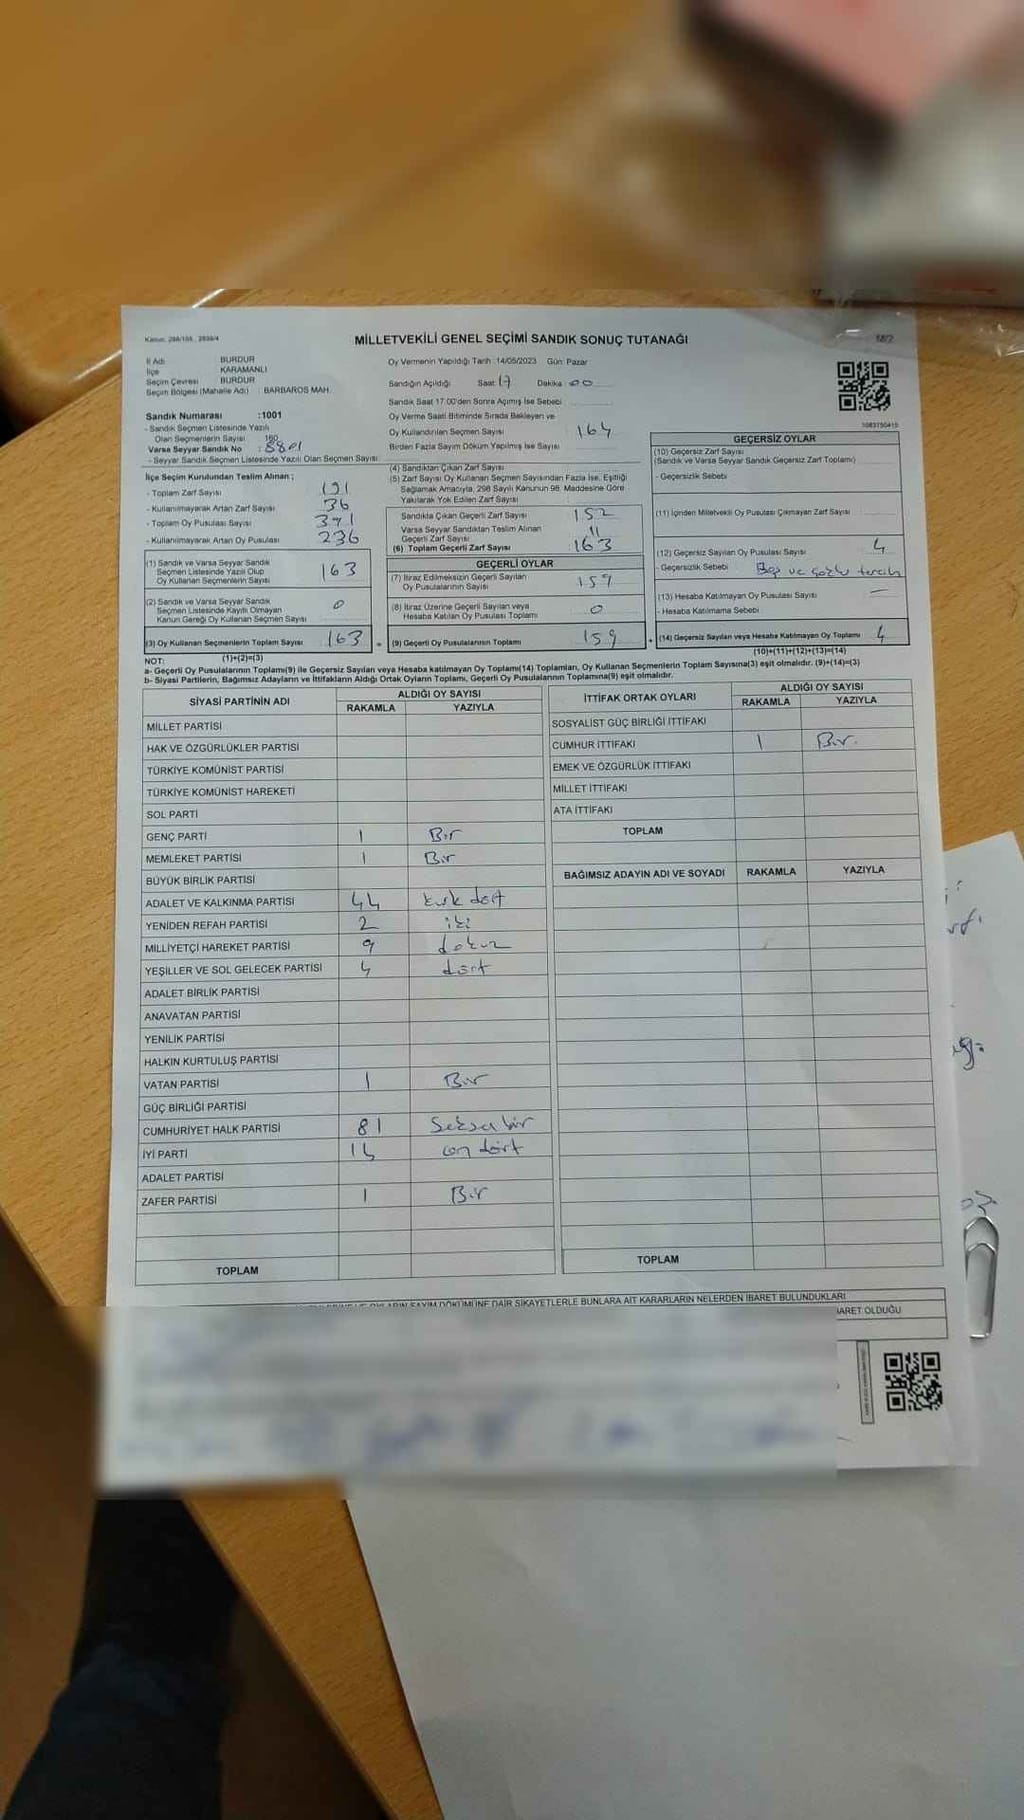 Kanun: 298/105 , 2839/4
MİLLETVEKİLİ GENEL SEÇİMİ SANDIK SONUÇ TUTANAĞI
İl Adı BURDUR
İlçe KARAMANLI
Seçim Çevresi BURDUR
Seçim Bölgesi (Mahalle Adı) : BARBAROS MAH.
Sandık Numarası :1001
- Sandık Seçmen Listesinde Yazılı
Olan Seçmenlerin Sayısı
Varsa Seyyar Sandık No : 8801
- Seyyar Sandık Seçmen Listesinde Yazılı Olan Seçmen Sayısı
İlçe Seçim Kurulundan Teslim Alınan ;
- Toplam Zarf Sayısı 191
- Kullanılmayarak Artan Zarf Sayısı 36
- Toplam Oy Pusulası Sayısı
- Kullanılmayarak Artan Oy Pusulası 236
(1) Sandık ve Varsa Seyyar Sandık
Seçmen Listesinde Yazılı Olup
Oy Kullanan Seçmenlerin Sayısı 163
(2) Sandık ve Varsa Seyyar Sandık
Seçmen Listesinde Kayıtlı Olmayan
Kanun Gereği Oy Kullanan Seçmenlerin Sayısı 0
(3) Oy Kullanan Seçmenlerin Toplam Sayısı 163 =
(1)+(2)=(3)
Oy Vermenin Yapıldığı Tarih :14/05/2023 Gün: Pazar
Sandığın Açıldığı Saat 17 Dakika 00
Sandık Saat 17:00'den Sonra Açımış İse Sebebi
Oy Verme Saati Bitiminde Sırada Bekleyen ve
Oy Kullandırılan Seçmen Sayısı 164
Birden Fazla Sayım Döküm Yapılmış İse Sayısı
(4) Sandıktan Çıkan Zarf Sayısı
(5) Zarf Sayısı Oy Kullanan Seçmen Sayısından Fazla İse, Eşitliği
Sağlamak Amacıyla, 298 Sayılı Kanunun 98. Maddesine Göre
Yakılarak Yok Edilen Zarf Sayısı
Sandıkta Çıkan Geçerli Zarf Sayısı 152
Varsa Seyyar Sandıktan Teslim Alınan
Geçerli Zarf Sayısı 11
(6) Toplam Geçerli Zarf Sayısı 163
GEÇERLİ OYLAR
(7) İtiraz Edilmeksizin Geçerli Sayılan
Oy Pusulalarının Sayısı 159
(8) İtiraz Üzerine Geçerli Sayılan veya
Hesaba Katılan Oy Pusulası Toplamı 0
(9) Geçerli Oy Pusulalarının Toplamı 159 +
GEÇERSİZ OYLAR
(10) Geçersiz Zarf Sayısı
(Sandık ve Varsa Seyyar Sandık Geçersiz Zarf Toplamı)
- Geçersizlik Sebebi
(11) İçinden Milletvekili Oy Pusulası Çıkmayan Zarf Sayısı
(12) Geçersiz Sayılan Oy Pusulası Sayısı 4
- Geçersizlik Sebebi Boş ve çoklu tercih
(13) Hesaba Katılmayan Oy Pusulası Sayısı —
- Hesaba Katılmama Sebebi
(14) Geçersiz Sayılan veya Hesaba Katılmayan Oy Toplamı 4
(10)+(11)+(12)+(13)=(14)
NOT:
a- Geçerli Oy Pusulalarının Toplamı(9) ile Geçersiz Sayılan veya Hesaba katılmayan Oy Toplamı(14) Toplamları, Oy Kullanan Seçmenlerin Toplam Sayısına(3) eşit olmalıdır. (9)+(14)=(3)
b- Siyasi Partilerin, Bağımsız Adayların ve İttifakların Aldığı Ortak Oyların Toplamı, Geçerli Oy Pusulalarının Toplamına(9) eşit olmalıdır.
SİYASİ PARTİNİN ADI ALDIĞI OY SAYISI
RAKAMLA YAZIYLA
MİLLET PARTİSİ
HAK VE ÖZGÜRLÜKLER PARTİSİ
TÜRKİYE KOMÜNİST PARTİSİ
TÜRKİYE KOMÜNİST HAREKETİ
SOL PARTİ
GENÇ PARTİ 1 Bir
MEMLEKET PARTİSİ 1 Bir
BÜYÜK BİRLİK PARTİSİ
ADALET VE KALKINMA PARTİSİ 44 kırk dört
YENİDEN REFAH PARTİSİ 2 iki
MİLLİYETÇİ HAREKET PARTİSİ 9 dokuz
YEŞİLLER VE SOL GELECEK PARTİSİ 4 dört
ADALET BİRLİK PARTİSİ
ANAVATAN PARTİSİ
YENİLİK PARTİSİ
HALKIN KURTULUŞ PARTİSİ
VATAN PARTİSİ 1 Bir
GÜÇ BİRLİĞİ PARTİSİ
CUMHURİYET HALK PARTİSİ 81 Seksen bir
İYİ PARTİ 14 on dört
ADALET PARTİSİ
ZAFER PARTİSİ 1 Bir
TOPLAM
İTTİFAK ORTAK OYLARI ALDIĞI OY SAYISI
RAKAMLA YAZIYLA
SOSYALİST GÜÇ BİRLİĞİ İTTİFAKI
CUMHUR İTTİFAKI 1 Bir.
EMEK VE ÖZGÜRLÜK İTTİFAKI
MİLLET İTTİFAKI
ATA İTTİFAKI
TOPLAM
BAĞIMSIZ ADAYIN ADI VE SOYADI RAKAMLA YAZIYLA
TOPLAM
SAYIM DÖKÜMÜNE DAİR ŞİKAYETLERLE BUNLARA AİT KARARLARIN NELERDEN İBARET BULUNDUKLARI
İBARET OLDUĞU